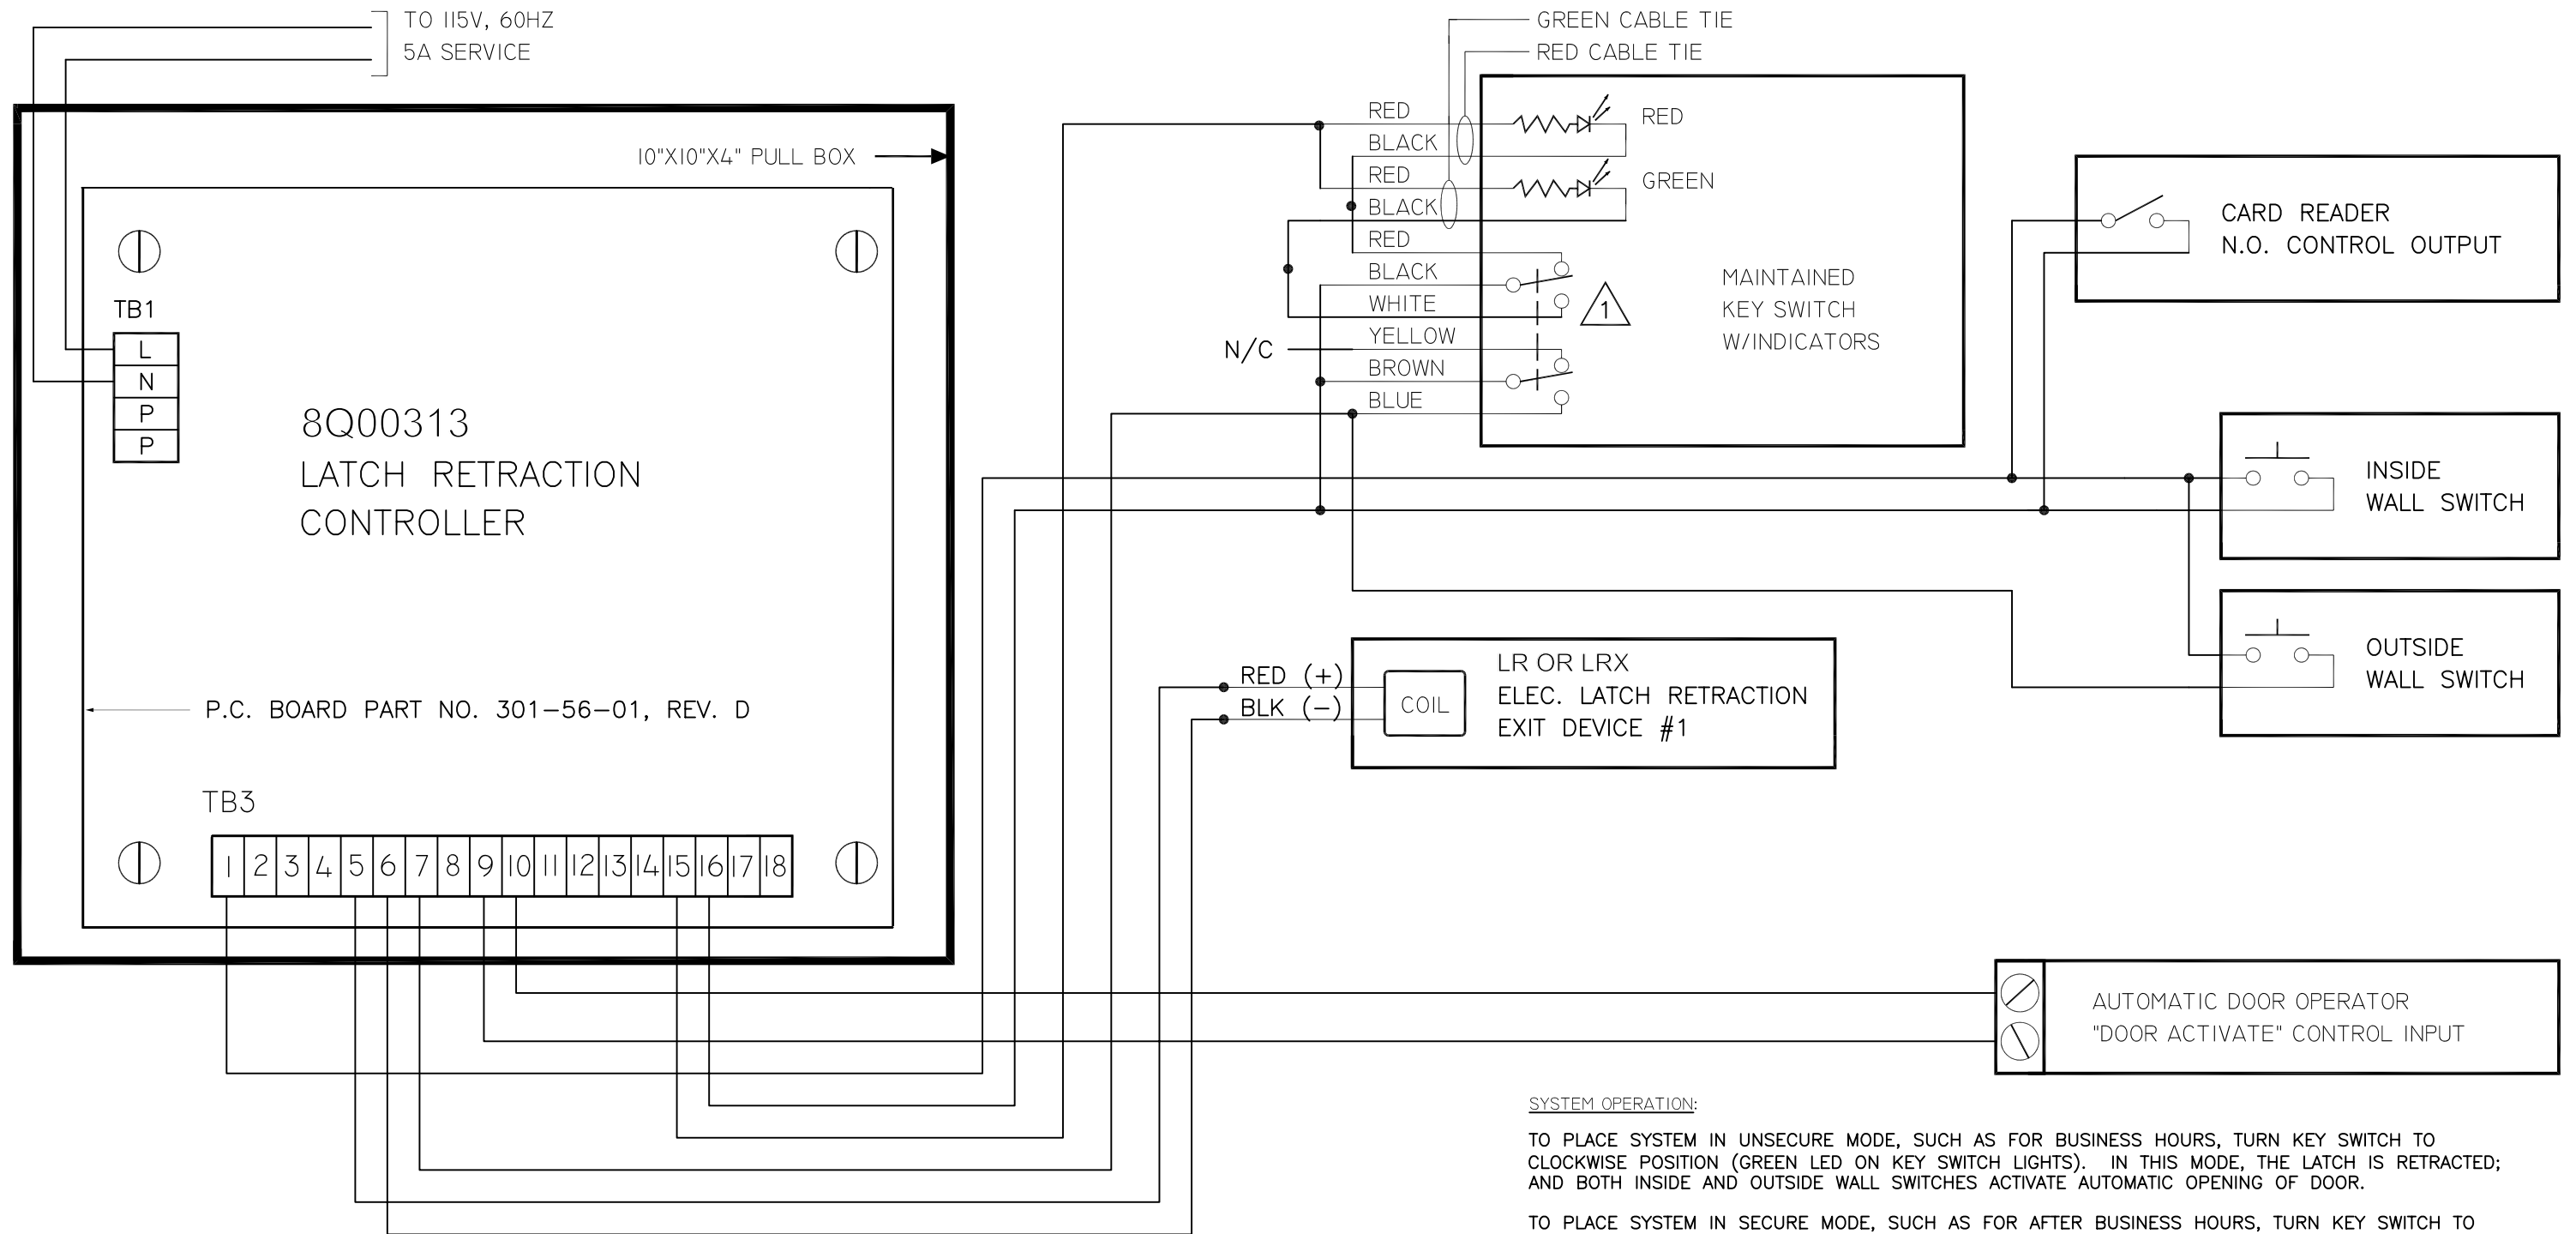 TO 115V, 60HZ
5A SERVICE
GREEN CABLE TIE
RED CABLE TIE
10"X10"X4" PULL BOX
TB1
L
N
P
P
8Q00313
LATCH RETRACTION
CONTROLLER
P.C. BOARD PART NO. 301-56-01, REV. D
TB3
1 2 3 4 5 6 7 8 9 10 11 12 13 14 15 16 17 18
RED
BLACK
RED
BLACK
RED
BLACK
WHITE
YELLOW
BROWN
BLUE
N/C
RED
GREEN
1
MAINTAINED
KEY SWITCH
W/INDICATORS
CARD READER
N.O. CONTROL OUTPUT
INSIDE
WALL SWITCH
OUTSIDE
WALL SWITCH
RED (+)
BLK (-)
COIL
LR OR LRX
ELEC. LATCH RETRACTION
EXIT DEVICE #1
AUTOMATIC DOOR OPERATOR
"DOOR ACTIVATE" CONTROL INPUT
SYSTEM OPERATION:
TO PLACE SYSTEM IN UNSECURE MODE, SUCH AS FOR BUSINESS HOURS, TURN KEY SWITCH TO
CLOCKWISE POSITION (GREEN LED ON KEY SWITCH LIGHTS). IN THIS MODE, THE LATCH IS RETRACTED;
AND BOTH INSIDE AND OUTSIDE WALL SWITCHES ACTIVATE AUTOMATIC OPENING OF DOOR.
TO PLACE SYSTEM IN SECURE MODE, SUCH AS FOR AFTER BUSINESS HOURS, TURN KEY SWITCH TO